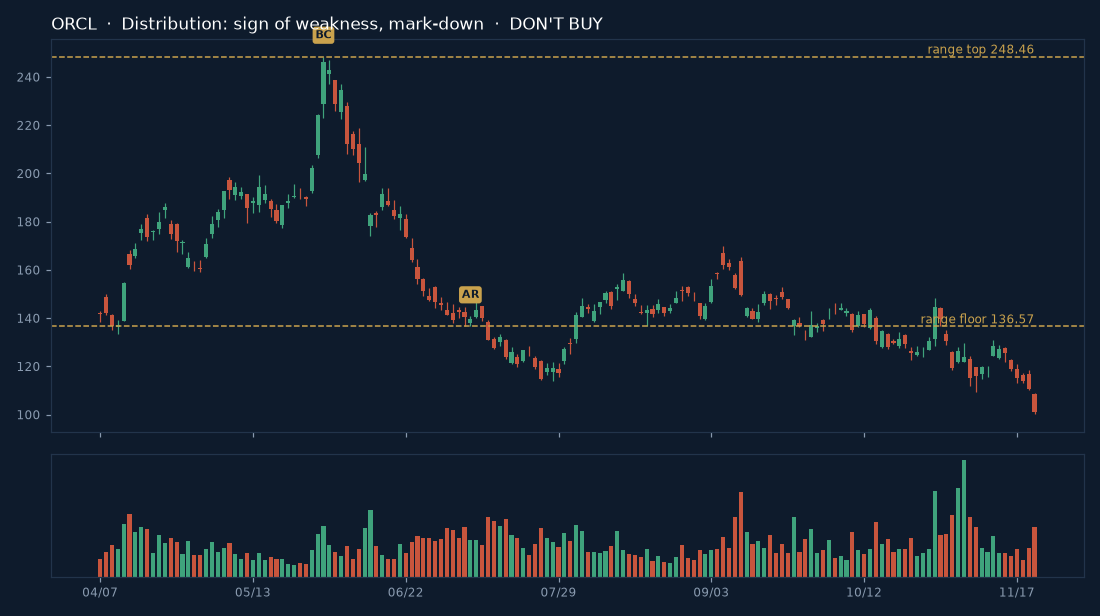 ORCL · Distribution: sign of weakness, mark-down · DON'T BUY
BC
range top 248.46
240
220
200
180
160
AR
140
range floor 136.57
120
100
04/07 05/13 06/22 07/29 09/03 10/12 11/17